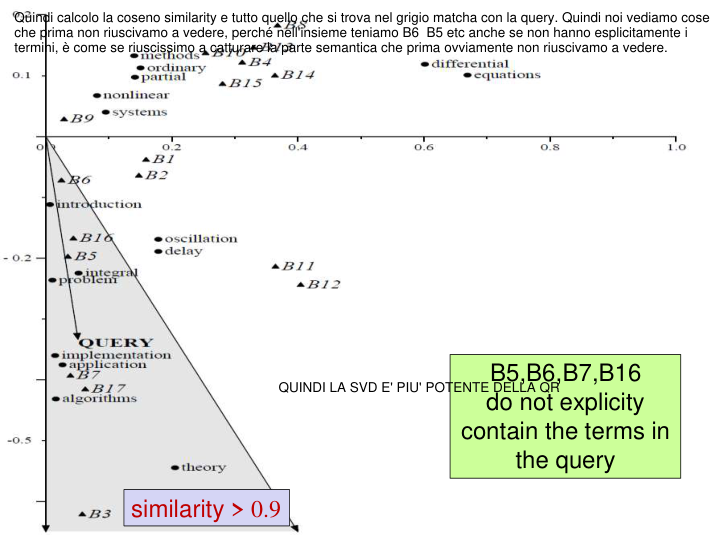 Quindi calcolo la coseno similarity e tutto quello che si trova nel grigio matcha con la query. Quindi noi vediamo cose
che prima non riuscivamo a vedere, perché nell'insieme teniamo B6  B5 etc anche se non hanno esplicitamente i
termini, è come se riuscissimo a catturare la parte semantica che prima ovviamente non riuscivamo a vedere.
methods
B10
B4
differential
ordinary
B14
equations
partial
B15
0.1
nonlinear
systems
B9
0.2
0.4
0.6
0.8
1.0
B1
B2
B6
introduction
B16
oscillation
delay
B5
- 0.2
B11
integral
problem
B12
QUERY
implementation
application
B7
B17
algorithms
QUINDI LA SVD E' PIU' POTENTE DELLA QR
B5,B6,B7,B16
do not explicity
contain the terms in
the query
-0.5
theory
similarity > 0.9
B3